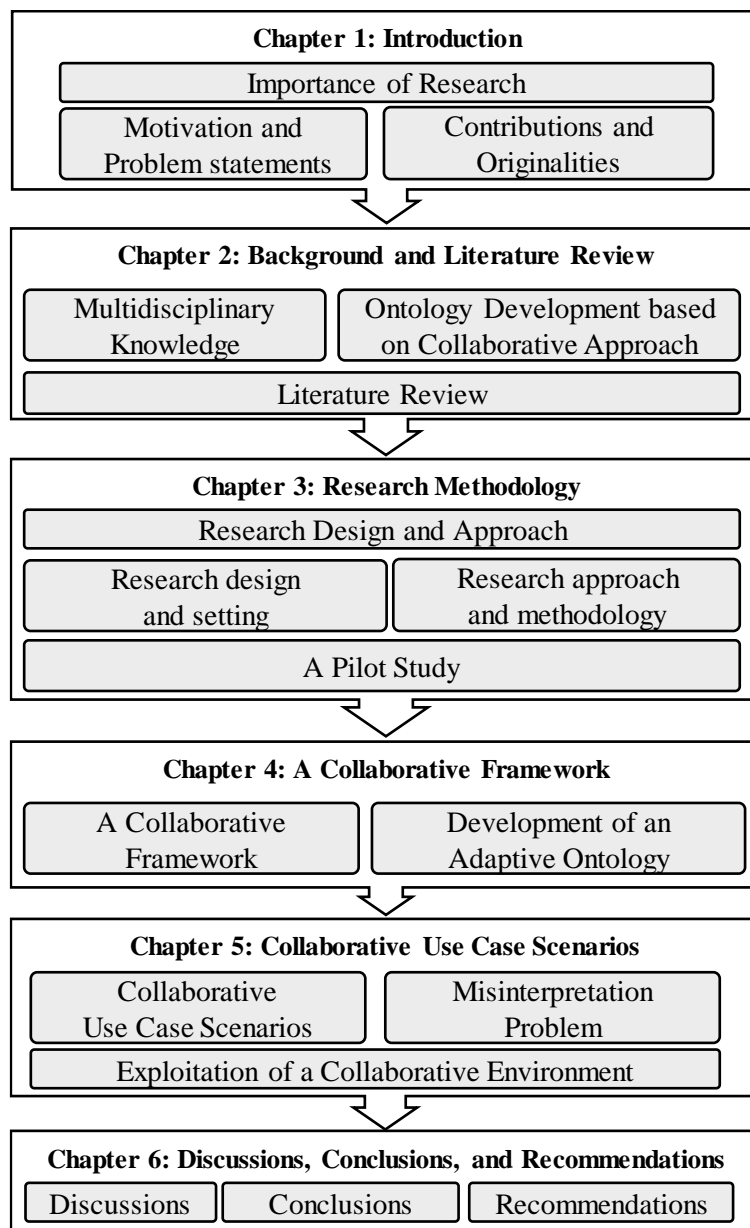 Chapter 1: Introduction
Importance of Research
Motivation and
Problem statements
Contributions and
Originalities
Chapter 2: Background and Literature Review
Multidisciplinary
Knowledge
Ontology Development based
on Collaborative Approach
Literature Review
Chapter 3: Research Methodology
Research Design and Approach
Research design
and setting
Research approach
and methodology
A Pilot Study
Chapter 4: A Collaborative Framework
A Collaborative
Framework
Development of an
Adaptive Ontology
Chapter 5: Collaborative Use Case Scenarios
Collaborative
Use Case Scenarios
Misinterpretation
Problem
Exploitation of a Collaborative Environment
Chapter 6: Discussions, Conclusions, and Recommendations
Discussions
Conclusions
Recommendations